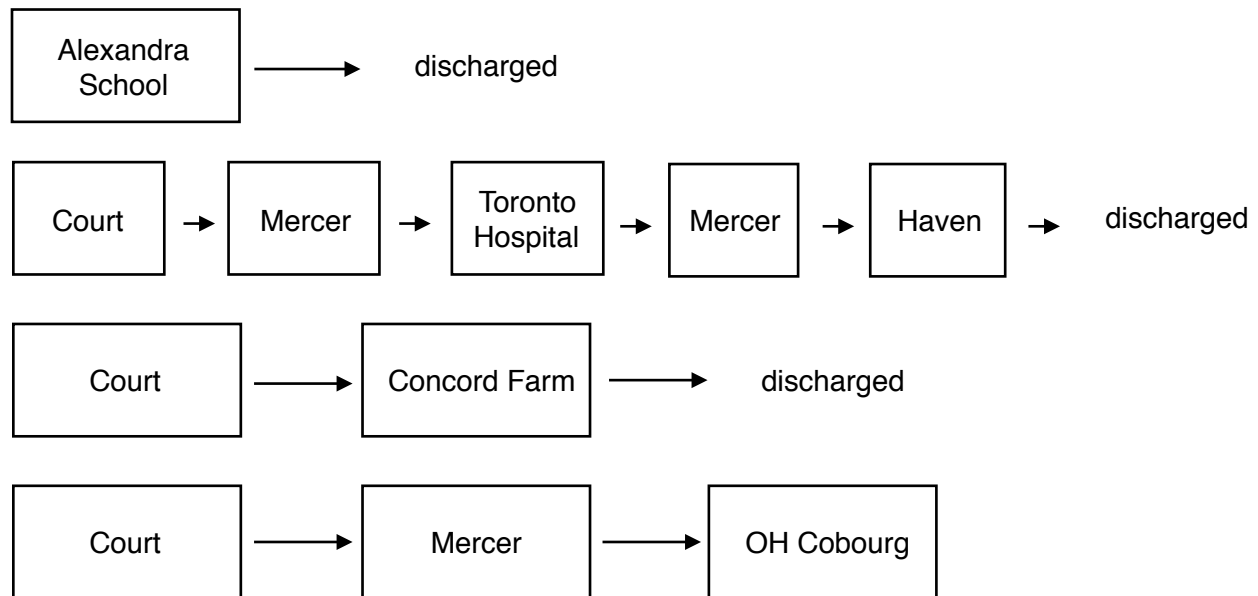 Alexandra
School
discharged
Court
Mercer
Toronto
Hospital
Mercer
Haven
discharged
Court
Concord Farm
discharged
Court
Mercer
OH Cobourg